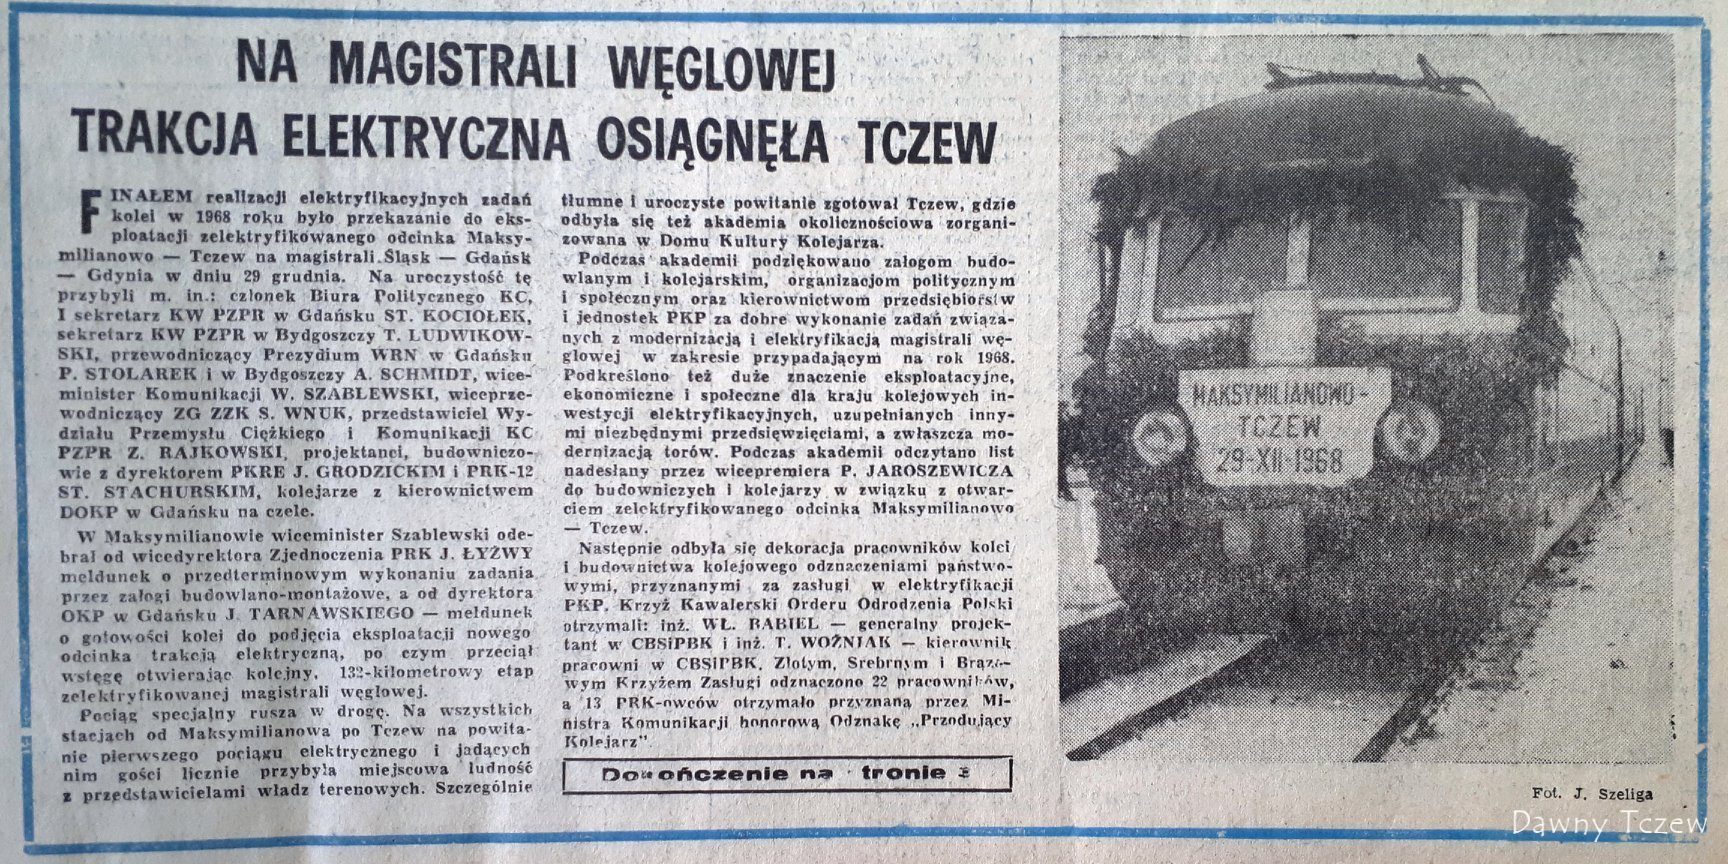 NA MAGISTRALI WĘGLOWEJ
TRAKCJA ELEKTRYCZNA OSIĄGNĘŁA TCZEW
FINAŁEM realizacji elektryfikacyjnych zadań
kolei w 1968 roku było przekazanie do eks-
ploatacji zelektryfikowanego odcinka Maksy-
milianowo — Tczew na magistrali Śląsk — Gdańsk
— Gdynia w dniu 29 grudnia. Na uroczystość tę
przybyli m. in.: członek Biura Politycznego KC,
I sekretarz KW PZPR w Gdańsku ST. KOCIOŁEK,
sekretarz KW PZPR w Bydgoszczy T. LUDWIKOW-
SKI, przewodniczący Prezydium WRN w Gdańsku
P. STOLAREK i w Bydgoszczy A. SCHMIDT, wice-
minister Komunikacji W. SZABLEWSKI, wiceprze-
wodniczący ZG ZZK S. WNUK, przedstawiciel Wy-
działu Przemysłu Ciężkiego i Komunikacji KC
PZPR Z. RAJKOWSKI, projektanci, budowniczo-
wie z dyrektorem PKRE J. GRODZICKIM i PRK-12
ST. STACHURSKIM, kolejarze z kierownictwem
DOKP w Gdańsku na czele.
W Maksymilianowie wiceminister Szablewski ode-
brał od wicedyrektora Zjednoczenia PRK J. ŁYŻWY
meldunek o przedterminowym wykonaniu zadania
przez załogi budowlano-montażowe, a od dyrektora
OKP w Gdańsku J. TARNAWSKIEGO — meldunek
o gotowości kolei do podjęcia eksploatacji nowego
odcinka trakcją elektryczną, po czym przeciął
wstęgę otwierając kolejny, 132-kilometrowy etap
zelektryfikowanej magistrali węglowej.
Pociąg specjalny rusza w drogę. Na wszystkich
stacjach od Maksymilianowa po Tczew na powita-
nie pierwszego pociągu elektrycznego i jadących
nim gości licznie przybyła miejscowa ludność
z przedstawicielami władz terenowych. Szczególnie
tłumne i uroczyste powitanie zgotował Tczew, gdzie
odbyła się też akademia okolicznościowa zorgani-
zowana w Domu Kultury Kolejarza.
Podczas akademii podziękowano załogom budo-
wlanym i kolejarskim, organizacjom politycznym
i społecznym oraz kierownictwom przedsiębiorstw
i jednostek PKP za dobre wykonanie zadań związa-
nych z modernizacją i elektryfikacją magistrali wę-
glowej w zakresie przypadającym na rok 1968.
Podkreślono też duże znaczenie eksploatacyjne,
ekonomiczne i społeczne dla kraju kolejowych in-
westycji elektryfikacyjnych, uzupełnianych inny-
mi niezbędnymi przedsięwzięciami, a zwłaszcza mo-
dernizacją torów. Podczas akademii odczytano list
nadesłany przez wicepremiera P. JAROSZEWICZA
do budowniczych i kolejarzy w związku z otwar-
ciem zelektryfikowanego odcinka Maksymilianowo
— Tczew.
Następnie odbyła się dekoracja pracowników kolei
i budownictwa kolejowego odznaczeniami państwo-
wymi, przyznanymi za zasługi w elektryfikacji
PKP. Krzyż Kawalerski Orderu Odrodzenia Polski
otrzymali: inż. WŁ. BABIEL — generalny projek-
tant w CBSiPBK i inż. T. WOŹNIAK — kierownik
pracowni w CBSiPBK. Złotym, Srebrnym i Brązo-
wym Krzyżem Zasługi odznaczono 22 pracowników,
a 13 PRK-owców otrzymało przyznaną przez Mi-
nistra Komunikacji honorową Odznakę „Przodujący
Kolejarz".
Dokończenie na stronie
MAKSYMILIANOWO-
TCZEW
29-XII-1968
Fot. J. Szeliga
Dawny Tczew